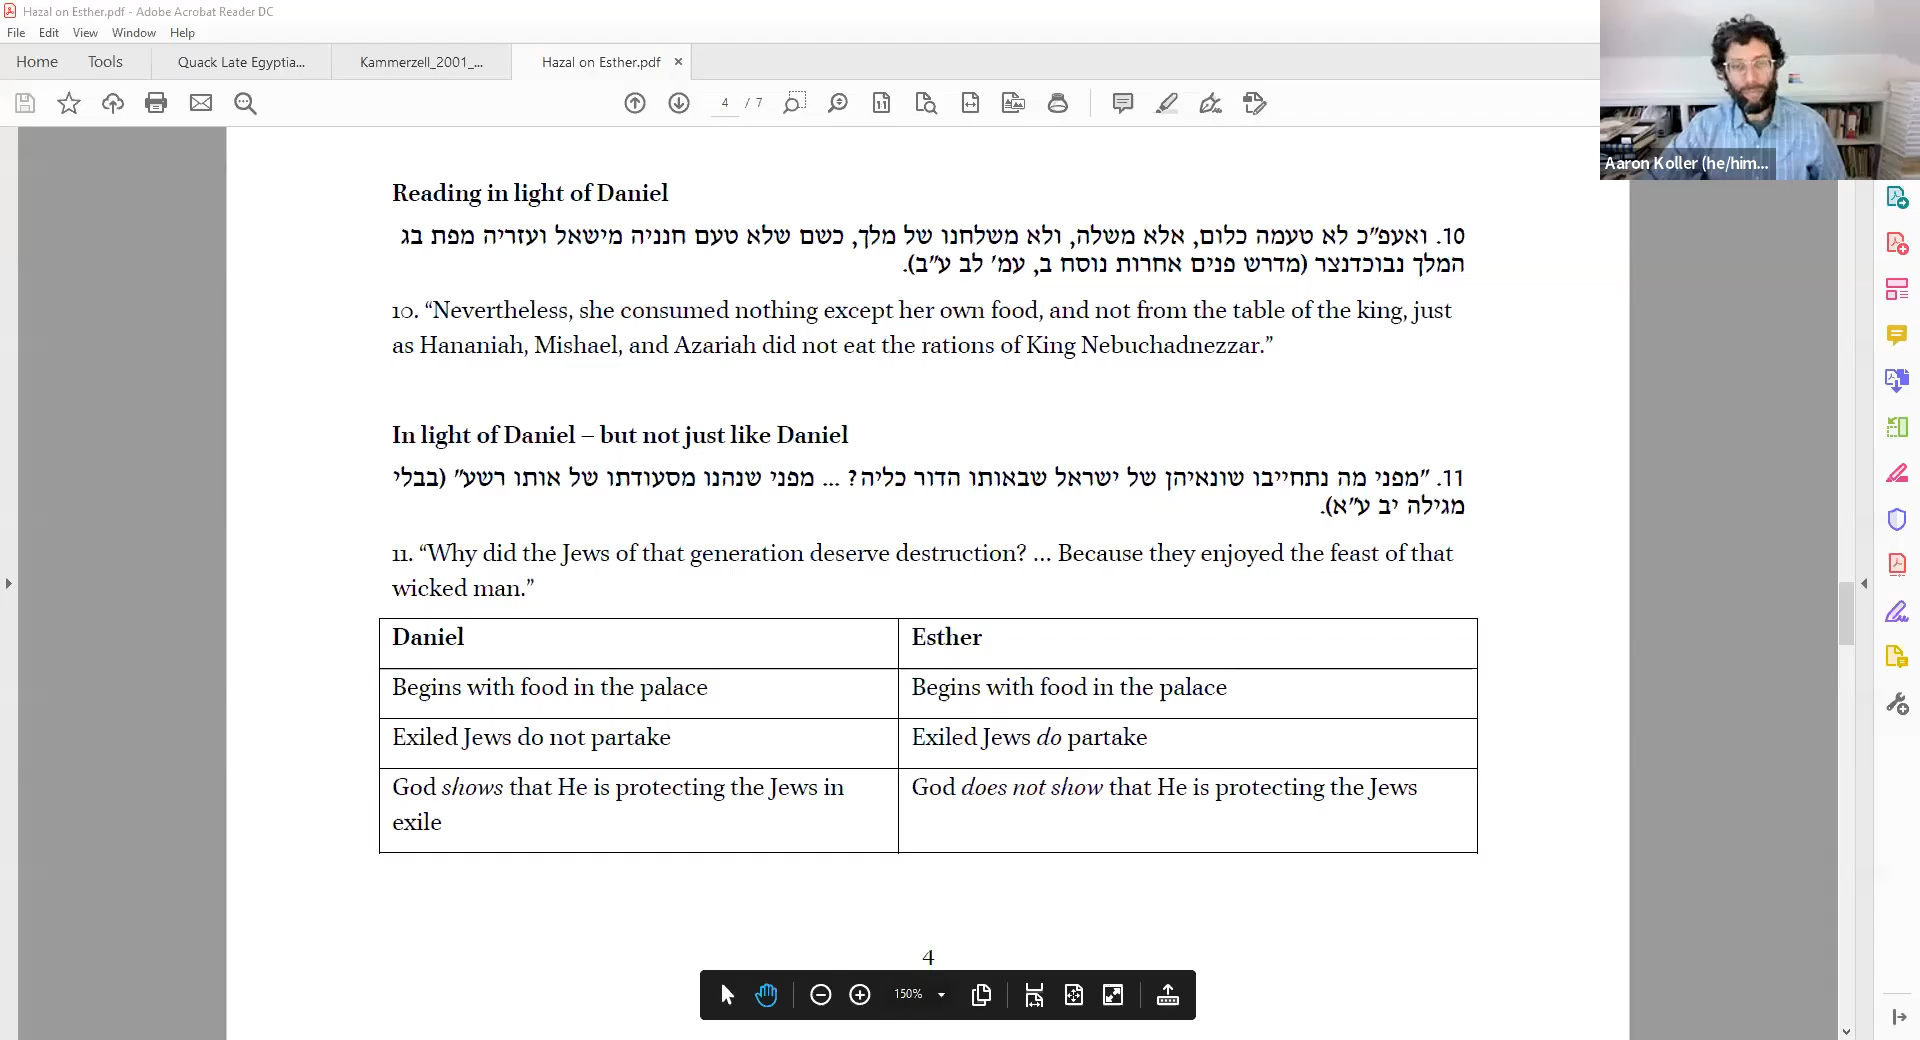 Hazal on Esther.pdf - Adobe Acrobat Reader DC
File Edit View Window Help
Home Tools Quack Late Egyptia... Kammerzell_2001_... Hazal on Esther.pdf ×
4 / 7
Aaron Koller (he/him...
Reading in light of Daniel
10. ואעפ"כ לא טעמה כלום, אלא משלה, ולא משלחנו של מלך, כשם שלא טעם חנניה מישאל ועזריה מפת בג
המלך נבוכדנצר (מדרש פנים אחרות נוסח ב, עמ' לב ע"ב).
10. “Nevertheless, she consumed nothing except her own food, and not from the table of the king, just
as Hananiah, Mishael, and Azariah did not eat the rations of King Nebuchadnezzar.”
In light of Daniel – but not just like Daniel
11. "מפני מה נתחייבו שונאיהן של ישראל שבאותו הדור כליה? ... מפני שנהנו מסעודתו של אותו רשע" (בבלי
מגילה יב ע"א).
11. “Why did the Jews of that generation deserve destruction? ... Because they enjoyed the feast of that
wicked man.”
Daniel Esther
Begins with food in the palace Begins with food in the palace
Exiled Jews do not partake Exiled Jews do partake
God shows that He is protecting the Jews in God does not show that He is protecting the Jews
exile
4
150%